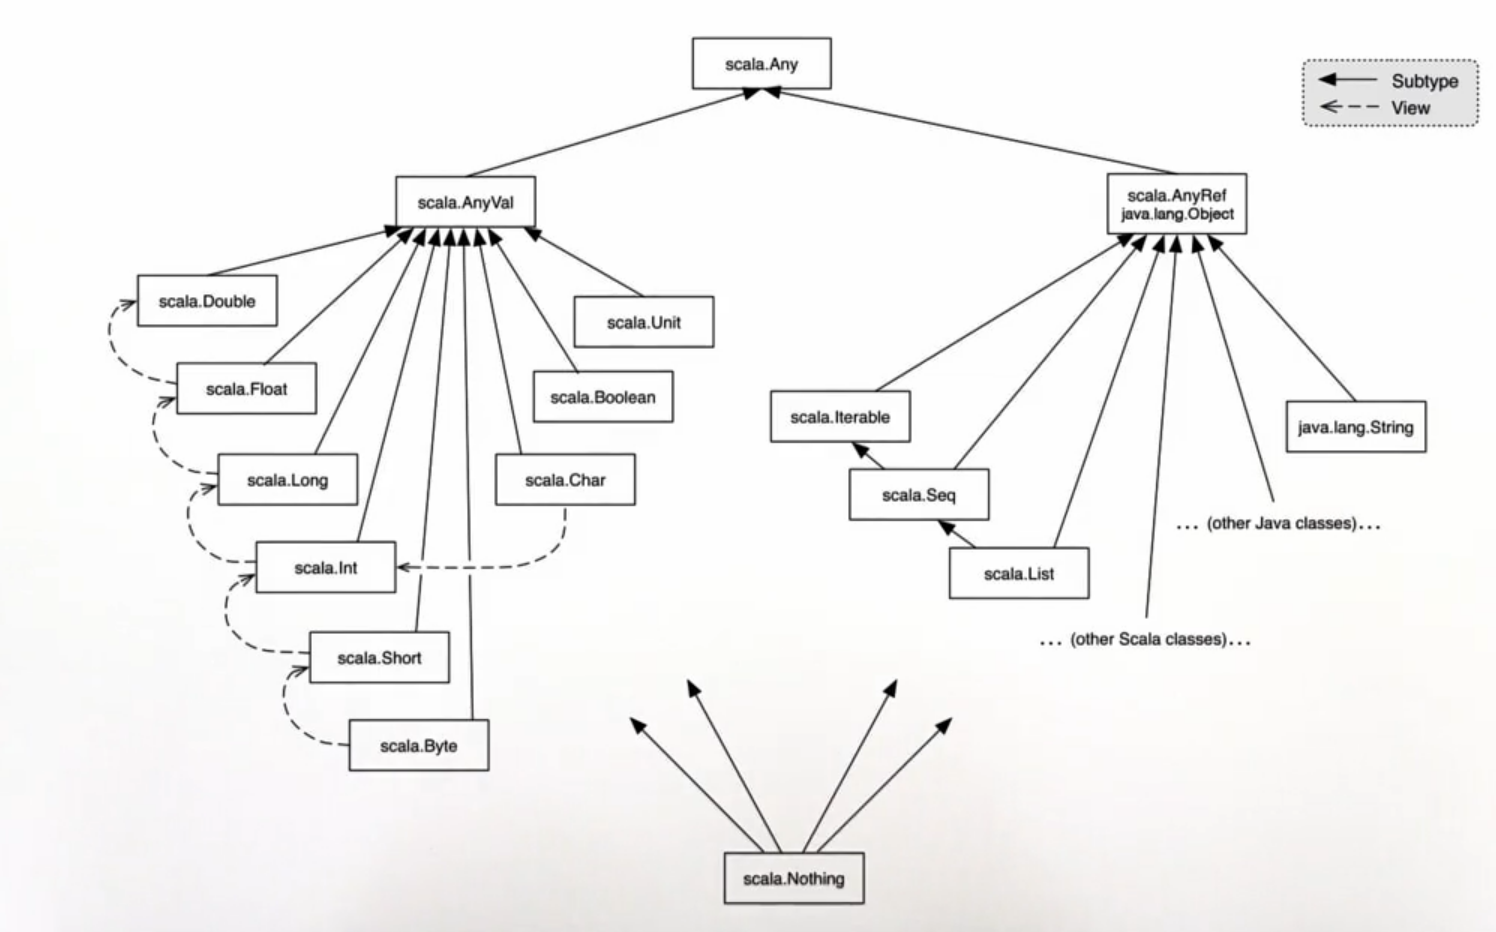 scala.Any
Subtype
View
scala.AnyVal
scala.AnyRef
java.lang.Object
scala.Double
scala.Unit
scala.Float
scala.Boolean
scala.Iterable
java.lang.String
scala.Long
scala.Char
scala.Seq
... (other Java classes)...
scala.Int
scala.List
... (other Scala classes)...
scala.Short
scala.Byte
scala.Nothing